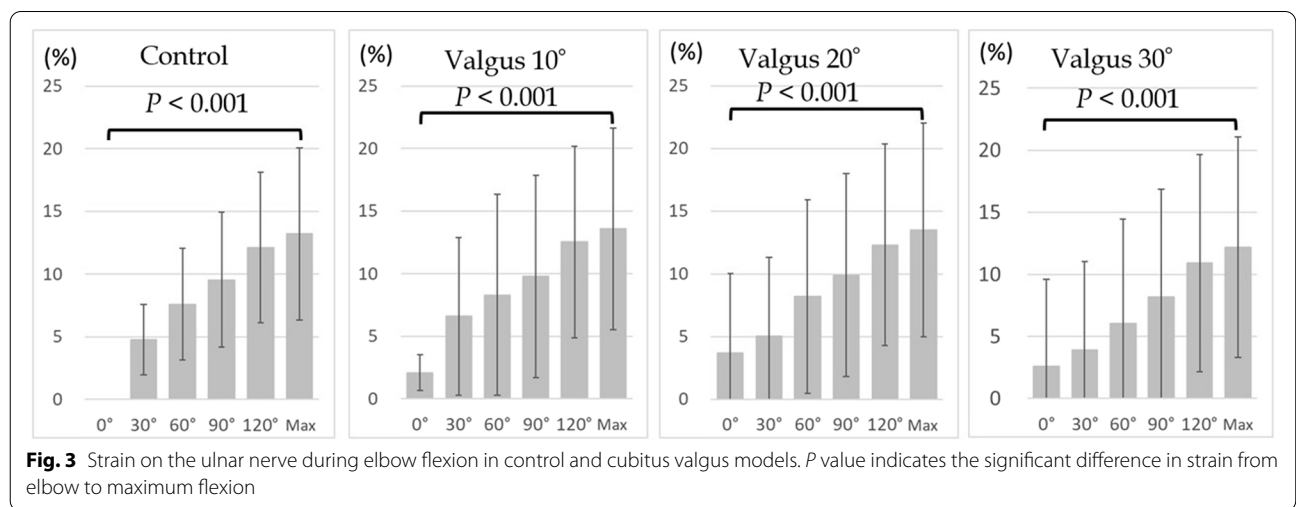 (%) Control
25
P < 0.001
20
15
10
5
0
0° 30° 60° 90° 120° Max
(%) Valgus 10°
25
P < 0.001
20
15
10
5
0
0° 30° 60° 90° 120° Max
(%) Valgus 20°
25
P < 0.001
20
15
10
5
0
0° 30° 60° 90° 120° Max
(%) Valgus 30°
25
P < 0.001
20
15
10
5
0
0° 30° 60° 90° 120° Max
Fig. 3 Strain on the ulnar nerve during elbow flexion in control and cubitus valgus models. P value indicates the significant difference in strain from
elbow to maximum flexion